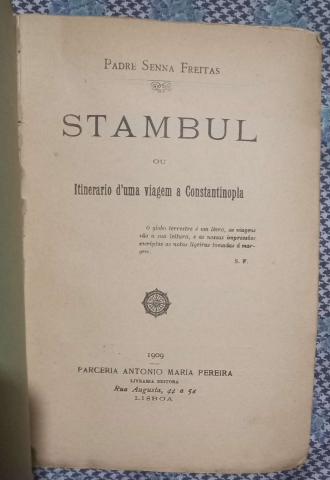 PADRE SENNA FREITAS
STAMBUL
OU
Itinerario d'uma viagem a Constantinopla
O globo terrestre é um livro, as viagens
são a sua leitura, e as nossas impressões
escriptas as notas ligeiras tomadas á mar-
gem.
S. F.
1909
PARCERIA ANTONIO MARIA PEREIRA
LIVRARIA EDITORA
Rua Augusta, 44 a 54
LISBOA